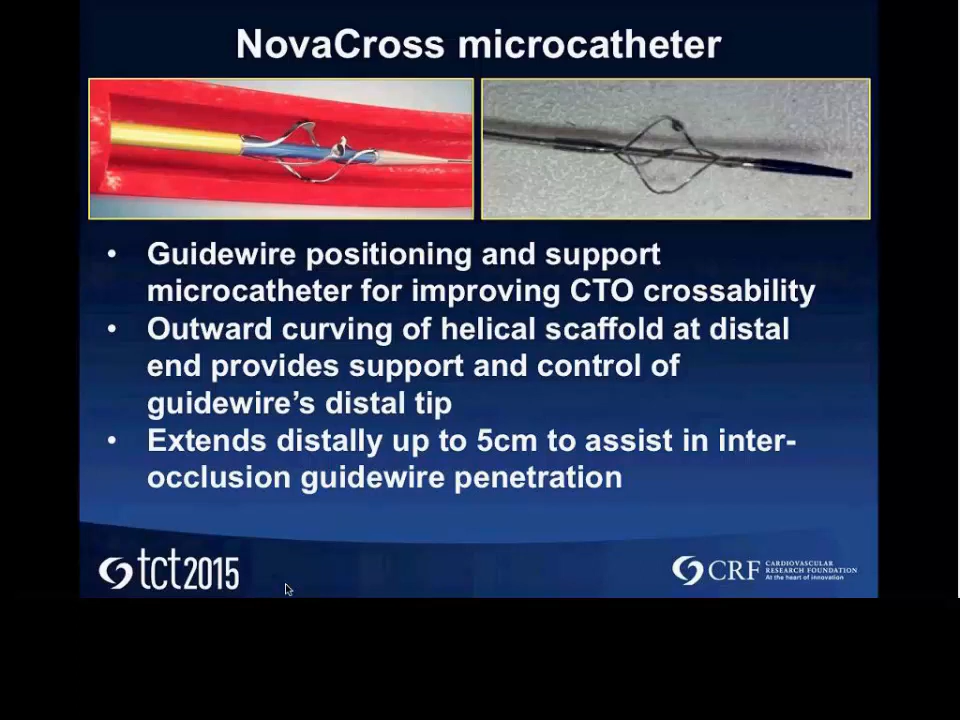 NovaCross microcatheter
• Guidewire positioning and support
microcatheter for improving CTO crossability
• Outward curving of helical scaffold at distal
end provides support and control of
guidewire’s distal tip
• Extends distally up to 5cm to assist in inter-
occlusion guidewire penetration
tct2015
CRF CARDIOVASCULAR
RESEARCH FOUNDATION
At the heart of innovation